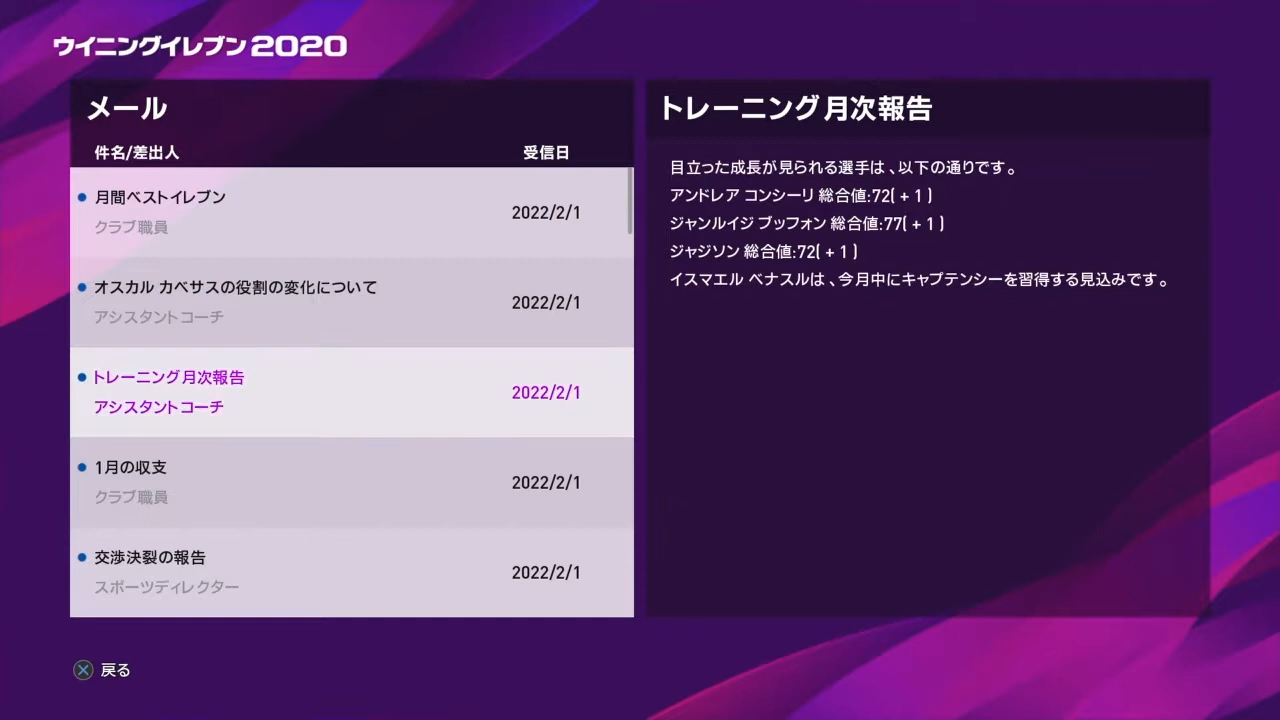 ウイニングイレブン2020
メール
件名/差出人 受信日
月間ベストイレブン
クラブ職員
2022/2/1
オスカル カベサスの役割の変化について
アシスタントコーチ
2022/2/1
トレーニング月次報告
アシスタントコーチ
2022/2/1
1月の収支
クラブ職員
2022/2/1
交渉決裂の報告
スポーツディレクター
2022/2/1
トレーニング月次報告
目立った成長が見られる選手は、以下の通りです。
アンドレア コンシーリ 総合値:72(+1)
ジャンルイジ ブッフォン 総合値:77(+1)
ジャジソン 総合値:72(+1)
イスマエル ベナスルは、今月中にキャプテンシーを習得する見込みです。
戻る